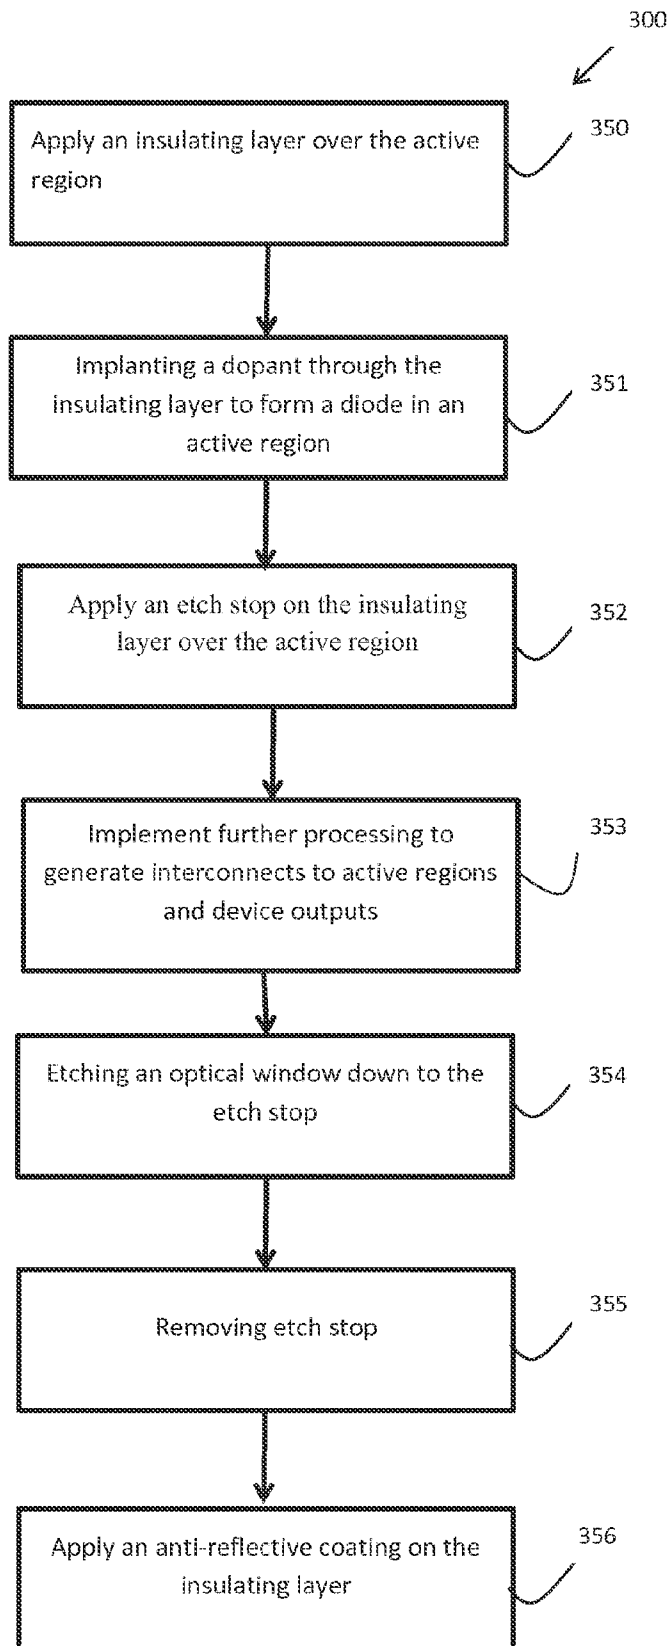 300
Apply an insulating layer over the active
region
350
Implanting a dopant through the
insulating layer to form a diode in an
active region
351
Apply an etch stop on the insulating
layer over the active region
352
Implement further processing to
generate interconnects to active regions
and device outputs
353
Etching an optical window down to the
etch stop
354
Removing etch stop
355
Apply an anti-reflective coating on the
insulating layer
356